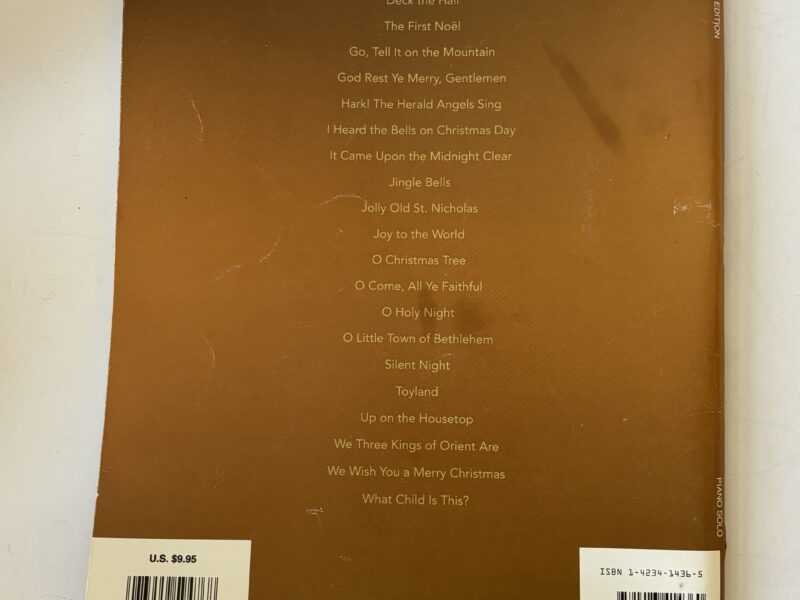 Deck the Hall
The First Noël
Go, Tell It on the Mountain
God Rest Ye Merry, Gentlemen
Hark! The Herald Angels Sing
I Heard the Bells on Christmas Day
It Came Upon the Midnight Clear
Jingle Bells
Jolly Old St. Nicholas
Joy to the World
O Christmas Tree
O Come, All Ye Faithful
O Holy Night
O Little Town of Bethlehem
Silent Night
Toyland
Up on the Housetop
We Three Kings of Orient Are
We Wish You a Merry Christmas
What Child Is This?
U.S. $9.95
ISBN 1-4234-1436-5
EDITION
PIANO SOLO